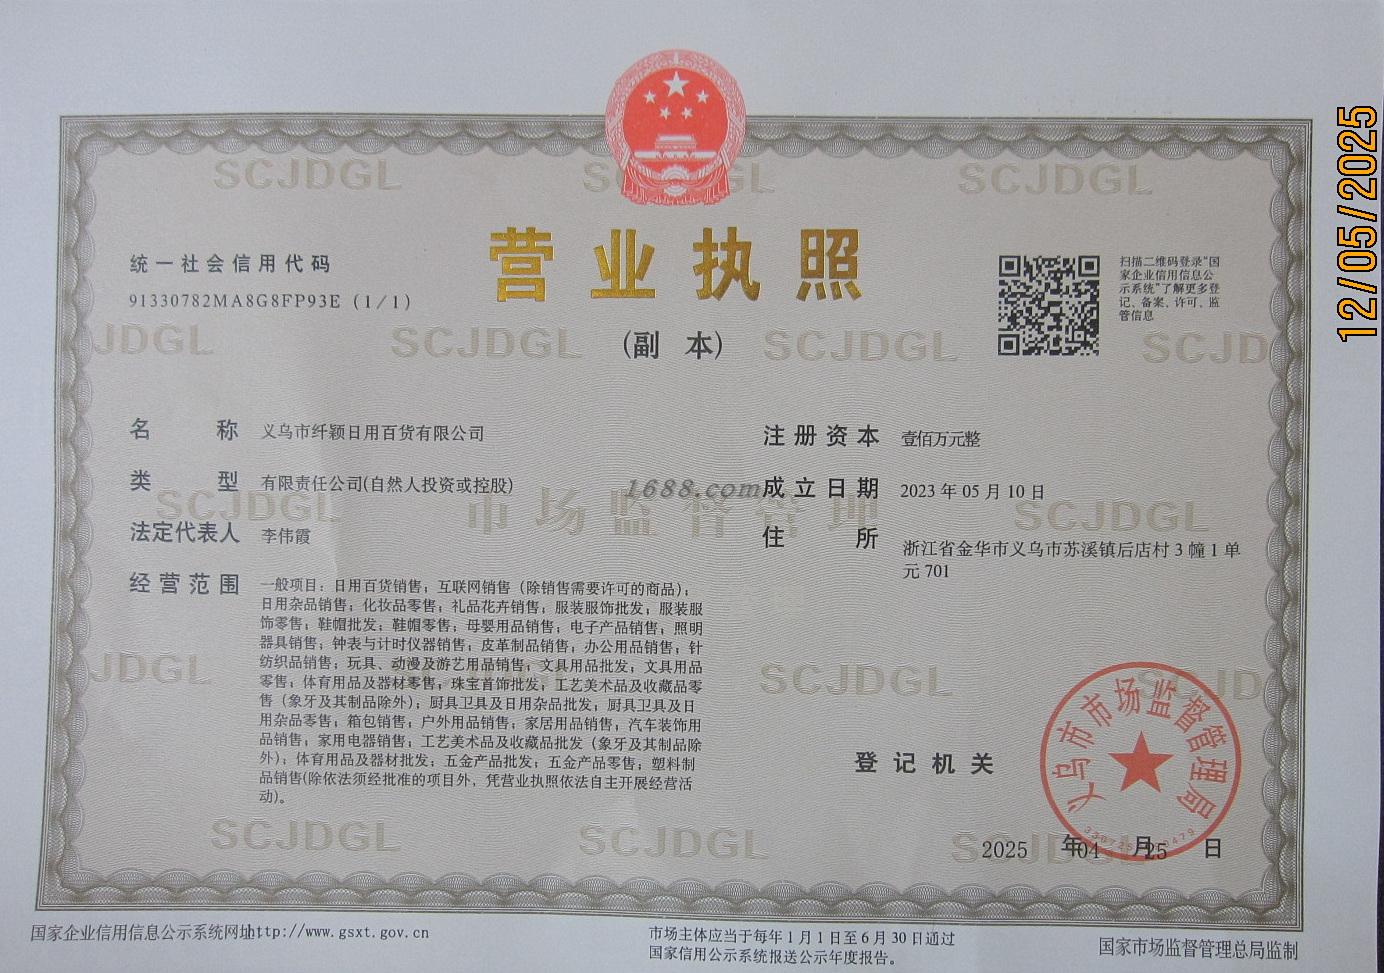 12/05/2025
营业执照
(副 本)
统一社会信用代码
91330782MA8G8FP93E (1/1)
扫描二维码登录“国
家企业信用信息公
示系统”了解更多登
记、备案、许可、监
管信息
SCJDGL
SCJDGL
JDGL
SCJDGL
SCJDGL
SCJD
名 称 义乌市纤颖日用百货有限公司
类 型 有限责任公司(自然人投资或控股)
法定代表人 李伟霞
经营范围 一般项目：日用百货销售；互联网销售（除销售需要许可的商品）；
日用杂品销售；化妆品零售；礼品花卉销售；服装服饰批发；服装服
饰零售；鞋帽批发；鞋帽零售；母婴用品销售；电子产品销售；照明
器具销售；钟表与计时仪器销售；皮革制品销售；办公用品销售；针
纺织品销售；玩具、动漫及游艺用品销售；文具用品批发；文具用品
零售；体育用品及器材零售；珠宝首饰批发；工艺美术品及收藏品零
售（象牙及其制品除外）；厨具卫具及日用杂品批发；厨具卫具及日
用杂品零售；箱包销售；户外用品销售；家居用品销售；汽车装饰用
品销售；家用电器销售；工艺美术品及收藏品批发（象牙及其制品除
外）；体育用品及器材批发；五金产品批发；五金产品零售；塑料制
品销售(除依法须经批准的项目外，凭营业执照依法自主开展经营活
动)。
注册资本 壹佰万元整
成立日期 2023年05月10日
住 所 浙江省金华市义乌市苏溪镇后店村3幢1单
元701
1688.com
市场监督管理
SCJDGL
SCJDGL
JDGL
SCJDGL
SCJD
登记机关
义乌市市场监督管理局
2025 年04 月25 日
SCJDGL
SCJDGL
SCJDGL
国家企业信用信息公示系统网址http://www.gsxt.gov.cn
市场主体应当于每年1月1日至6月30日通过
国家信用公示系统报送公示年度报告。
国家市场监督管理总局监制